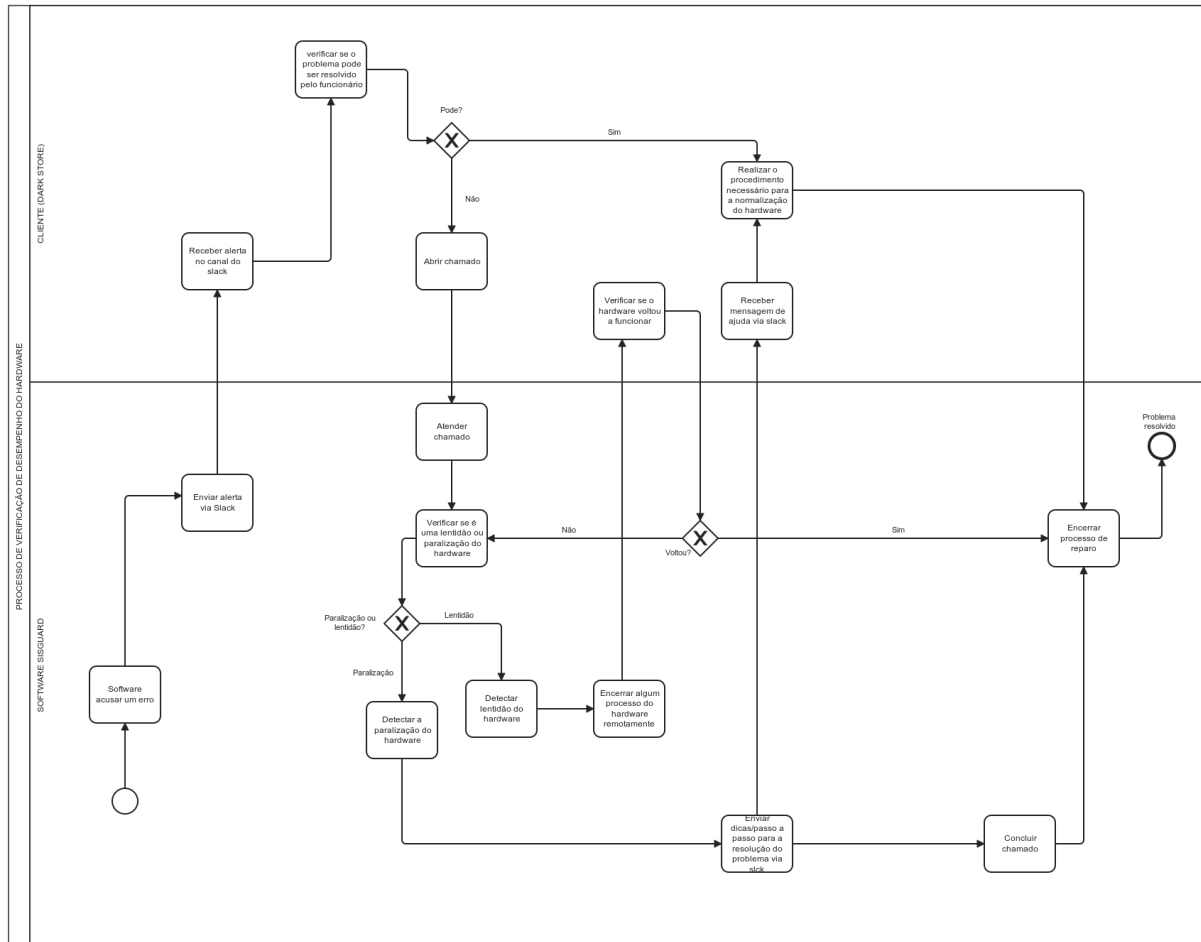 PROCESSO DE VERIFICAÇÃO DE DESEMPENHO DO HARDWARE
CLIENTE (DARK STORE)
verificar se o
problema pode
ser resolvido
pelo funcionário
Pode?
Sim
Não
Realizar o
procedimento
necessário para
a normalização
do hardware
Receber alerta
no canal do
slack
Abrir chamado
Verificar se o
hardware voltou
a funcionar
Receber
mensagem de
ajuda via slack
SOFTWARE SISGUARD
Atender
chamado
Problema
resolvido
Enviar alerta
via Slack
Verificar se é
uma lentidão ou
paralização do
hardware
Não
Voltou?
Sim
Encerrar
processo de
reparo
Paralização ou
lentidão?
Lentidão
Paralização
Software
acusar um erro
Detectar a
paralização do
hardware
Detectar
lentidão do
hardware
Encerrar algum
processo do
hardware
remotamente
Enviar
dicas/passo a
passo para a
resolução do
problema via
slck
Concluir
chamado